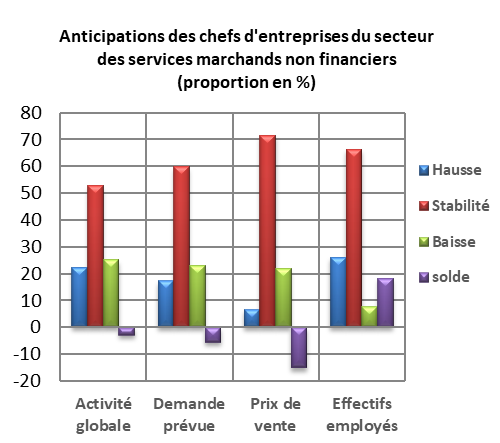 Anticipations des chefs d'entreprises du secteur
des services marchands non financiers
(proportion en %)
80
70
60
50
40
30
20
10
0
-10
-20
Hausse
Stabilité
Baisse
solde
Activité globale
Demande prévue
Prix de vente
Effectifs employés